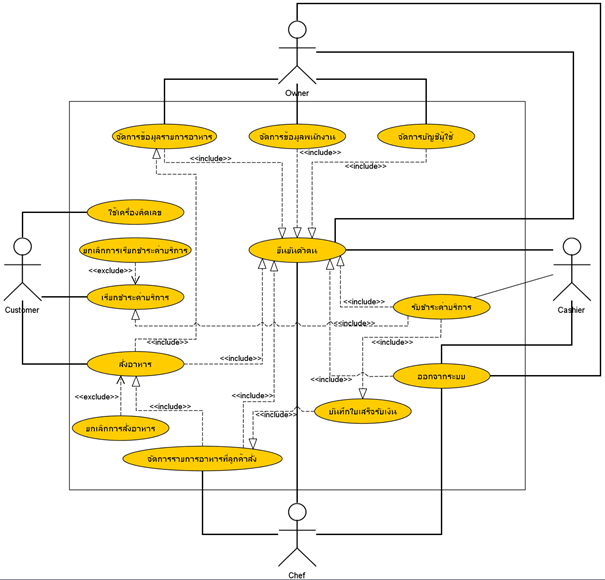 Owner
จัดการข้อมูลรายการอาหาร
จัดการข้อมูลพนักงาน
จัดการบัญชีผู้ใช้
<<include>>
<<include>>
<<include>>
ใช้เครื่องคิดเลข
ยกเลิกการเรียกชำระค่าบริการ
ยืนยันตัวตน
<<exclude>>
Customer
เรียกชำระค่าบริการ
รับชำระค่าบริการ
Cashier
<<include>>
<<include>>
<<include>>
<<include>>
สั่งอาหาร
<<include>>
<<include>>
ออกจากระบบ
<<exclude>>
<<include>>
บันทึกใบเสร็จรับเงิน
<<include>>
<<include>>
ยกเลิกการสั่งอาหาร
จัดการรายการอาหารที่ลูกค้าสั่ง
Chef